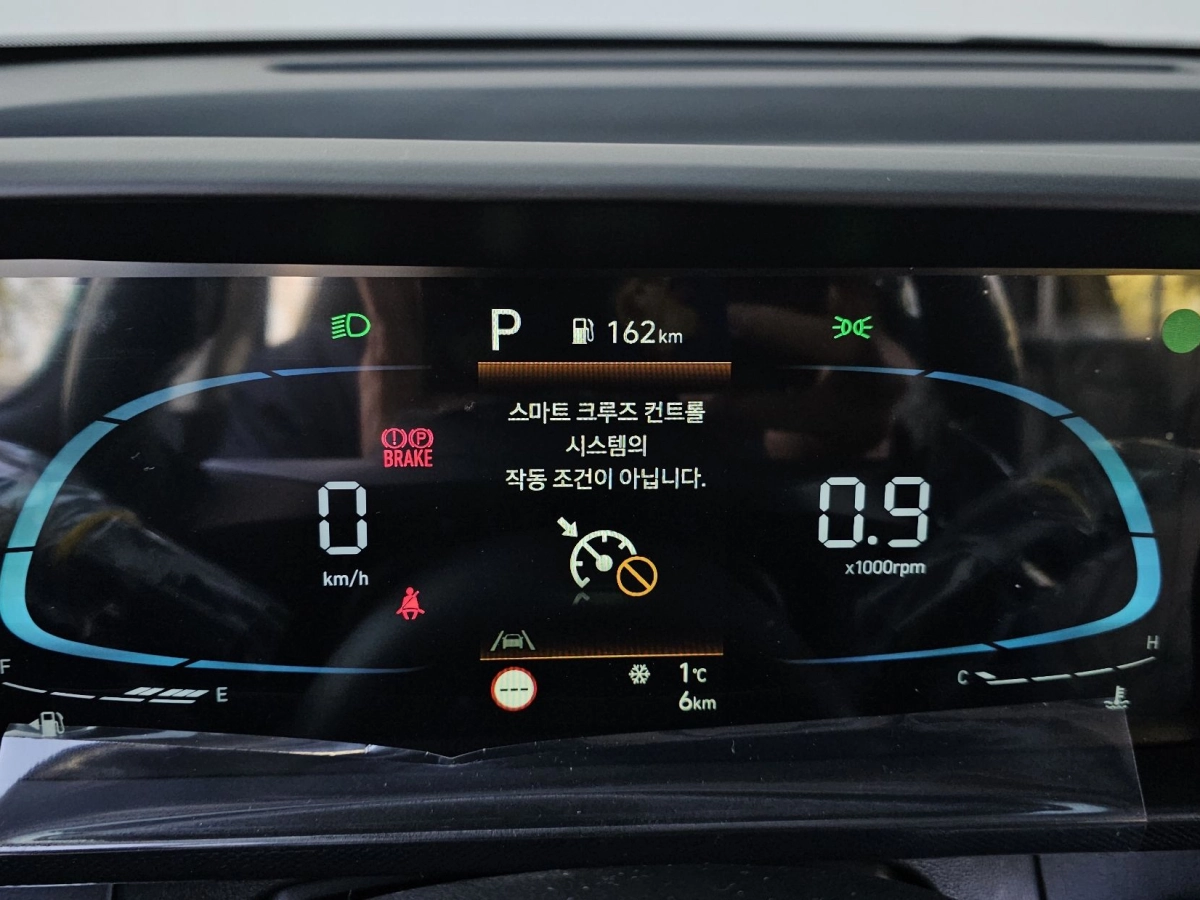 P 162km
스마트 크루즈 컨트롤
시스템의
작동 조건이 아닙니다.
(!) (P)
BRAKE
0
km/h
0.9
x1000rpm
F E
---
1℃
6km
C H